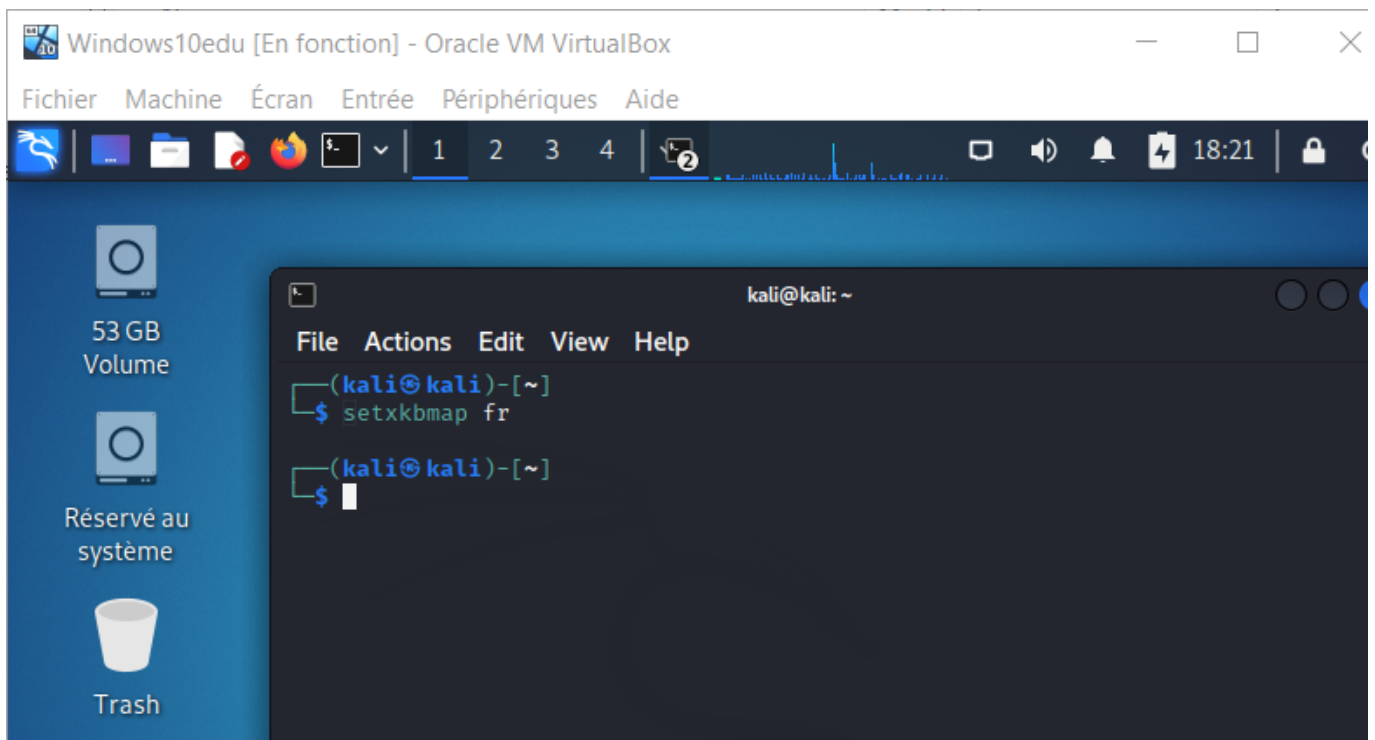 Windows10edu [En fonction] - Oracle VM VirtualBox
Fichier Machine Écran Entrée Périphériques Aide
1 2 3 4 2 18:21
kali@kali: ~
53 GB
Volume
File Actions Edit View Help
(kali㉿kali)-[~]
$ setxkbmap fr
(kali㉿kali)-[~]
$
Réservé au
système
Trash